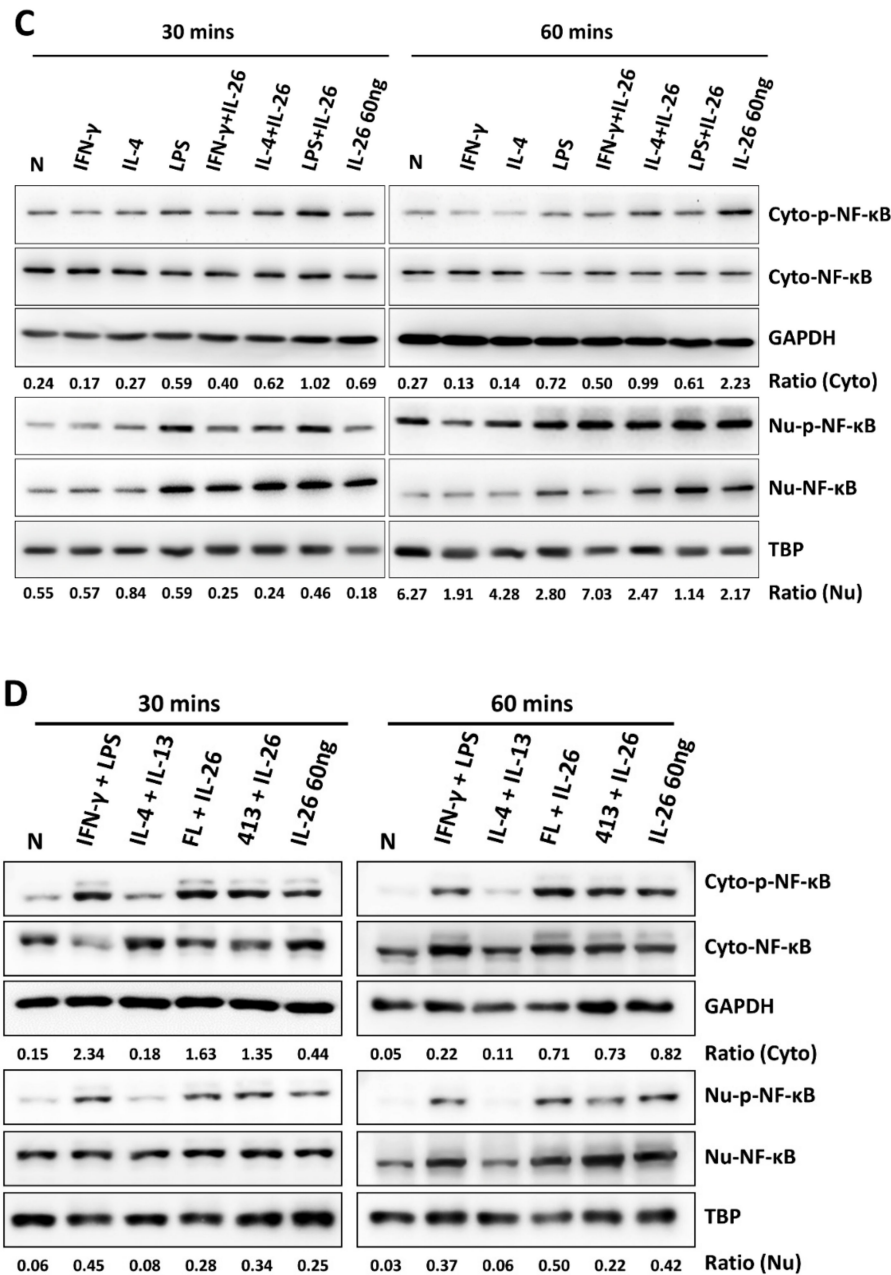 C
30 mins 60 mins
N IFN-γ IL-4 LPS IFN-γ+IL-26 IL-4+IL-26 LPS+IL-26 IL-26 60ng N IFN-γ IL-4 LPS IFN-γ+IL-26 IL-4+IL-26 LPS+IL-26 IL-26 60ng
Cyto-p-NF-κB
Cyto-NF-κB
GAPDH
0.24 0.17 0.27 0.59 0.40 0.62 1.02 0.69 0.27 0.13 0.14 0.72 0.50 0.99 0.61 2.23 Ratio (Cyto)
Nu-p-NF-κB
Nu-NF-κB
TBP
0.55 0.57 0.84 0.59 0.25 0.24 0.46 0.18 6.27 1.91 4.28 2.80 7.03 2.47 1.14 2.17 Ratio (Nu)
D
30 mins 60 mins
N IFN-γ + LPS IL-4 + IL-13 FL + IL-26 413 + IL-26 IL-26 60ng N IFN-γ + LPS IL-4 + IL-13 FL + IL-26 413 + IL-26 IL-26 60ng
Cyto-p-NF-κB
Cyto-NF-κB
GAPDH
0.15 2.34 0.18 1.63 1.35 0.44 0.05 0.22 0.11 0.71 0.73 0.82 Ratio (Cyto)
Nu-p-NF-κB
Nu-NF-κB
TBP
0.06 0.45 0.08 0.28 0.34 0.25 0.03 0.37 0.06 0.50 0.22 0.42 Ratio (Nu)